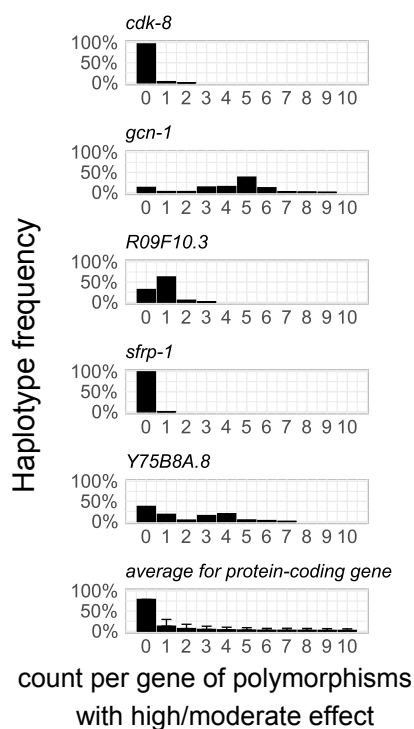 cdk-8
100%
50%
0%
0 1 2 3 4 5 6 7 8 9 10
gcn-1
100%
50%
0%
0 1 2 3 4 5 6 7 8 9 10
R09F10.3
100%
50%
0%
0 1 2 3 4 5 6 7 8 9 10
sfrp-1
100%
50%
0%
0 1 2 3 4 5 6 7 8 9 10
Y75B8A.8
100%
50%
0%
0 1 2 3 4 5 6 7 8 9 10
average for protein-coding gene
100%
50%
0%
0 1 2 3 4 5 6 7 8 9 10
Haplotype frequency
count per gene of polymorphisms
with high/moderate effect